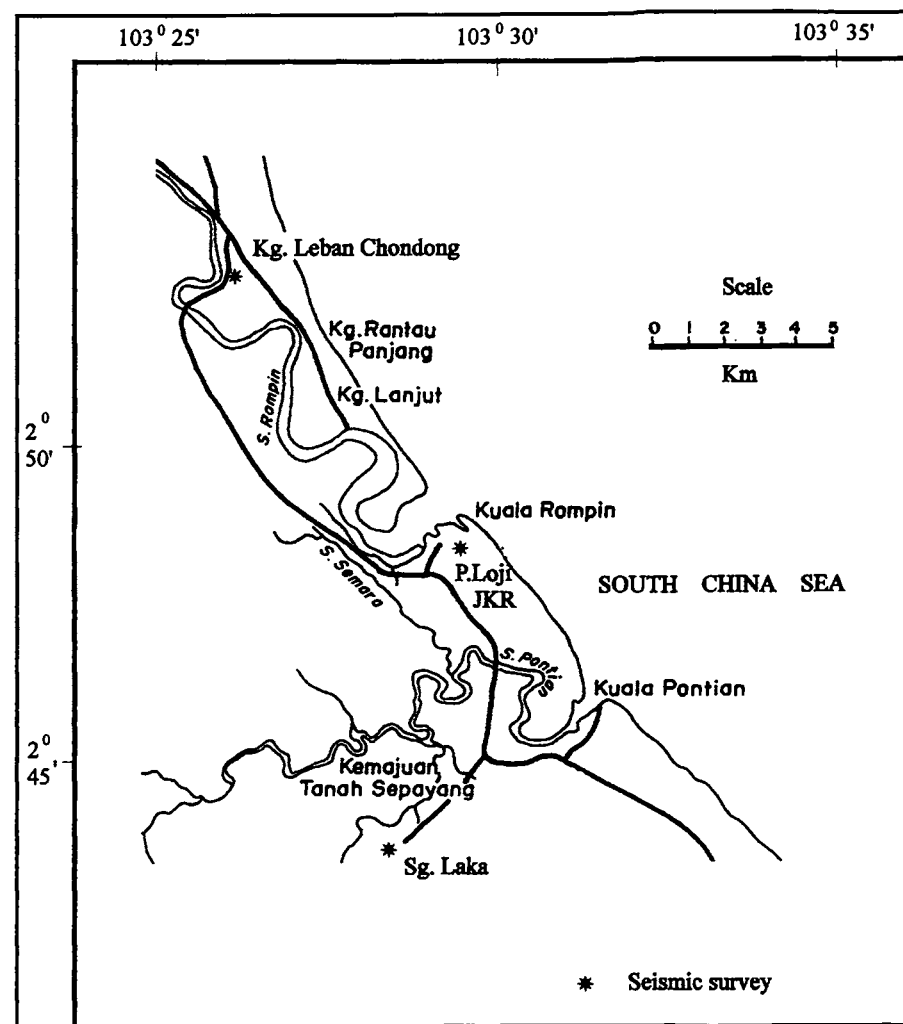 103° 25'
103° 30'
103° 35'
Kg. Leban Chondong
Scale
0 1 2 3 4 5
Km
Kg.Rantau
Panjang
Kg. Lanjut
S. Rompin
2°
50'
Kuala Rompin
S. Semara
P.Loji
JKR
SOUTH CHINA SEA
S. Pontian
Kuala Pontian
2°
45'
Kemajuan
Tanah Sepayang
Sg. Laka
Seismic survey